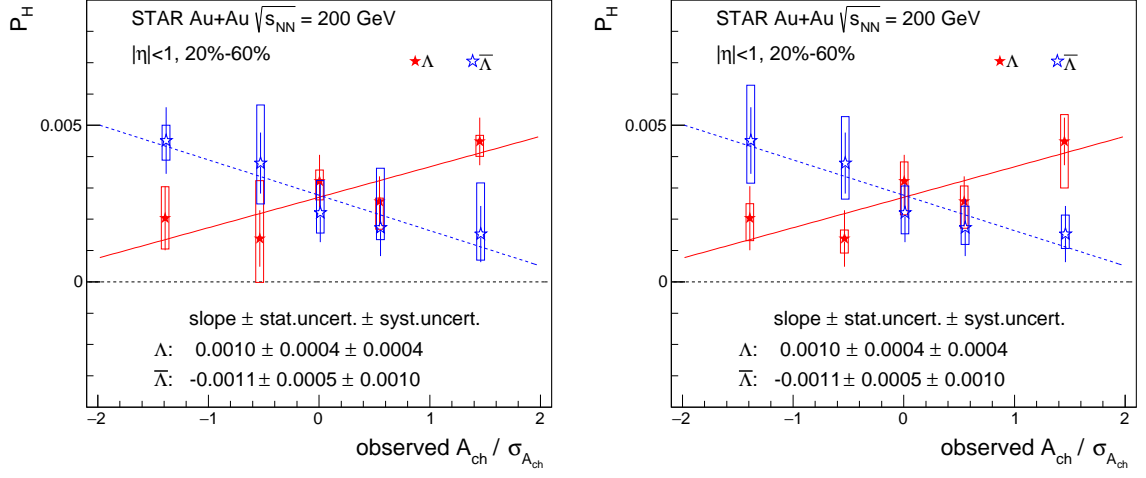 P_H
STAR Au+Au √s_NN = 200 GeV
|η|<1, 20%-60%
Λ
Λ̅
0.005
0
slope ± stat.uncert. ± syst.uncert.
Λ: 0.0010 ± 0.0004 ± 0.0004
Λ̅: -0.0011 ± 0.0005 ± 0.0010
−2 −1 0 1 2
observed A_ch / σ_A_ch
P_H
STAR Au+Au √s_NN = 200 GeV
|η|<1, 20%-60%
Λ
Λ̅
0.005
0
slope ± stat.uncert. ± syst.uncert.
Λ: 0.0010 ± 0.0004 ± 0.0004
Λ̅: -0.0011 ± 0.0005 ± 0.0010
−2 −1 0 1 2
observed A_ch / σ_A_ch